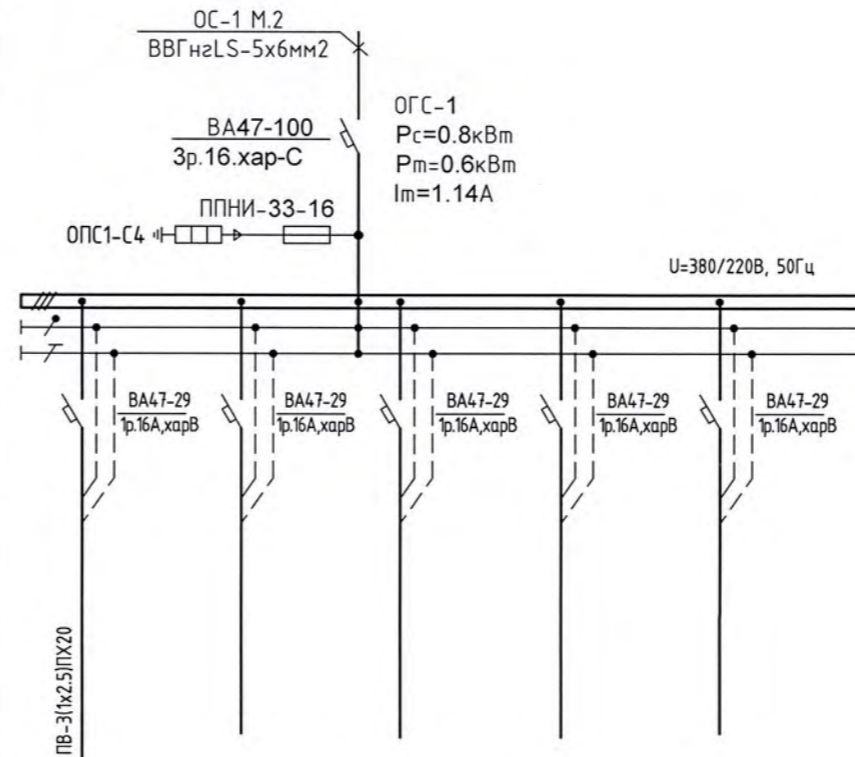 ОС-1 М.2
ВВГнгLS-5х6мм2
ВА47-100
3р.16.хар-С
ОГС-1
Рс=0.8кВт
Рт=0.6кВт
Iт=1.14А
ППНИ-33-16
ОПС1-С4
U=380/220В, 50Гц
ВА47-29
1р.16А,харВ
ВА47-29
1р.16А,харВ
ВА47-29
1р.16А,харВ
ВА47-29
1р.16А,харВ
ВА47-29
1р.16А,харВ
ПВ-3(1х2.5)ПХ20